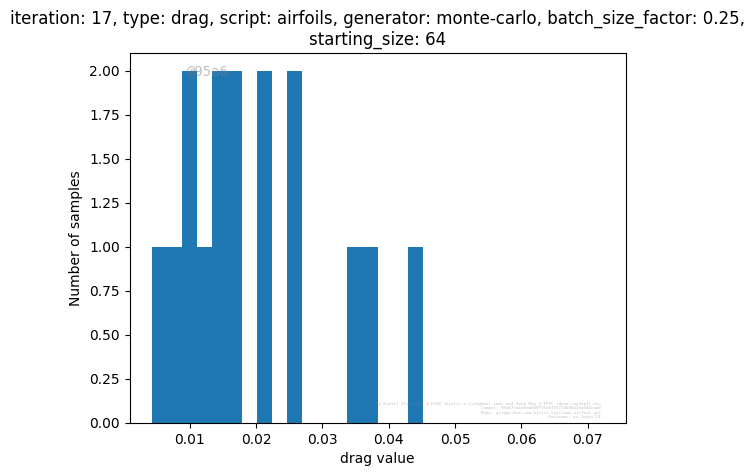 iteration: 17, type: drag, script: airfoils, generator: monte-carlo, batch_size_factor: 0.25,
starting_size: 64
@95a6
2.00
1.75
1.50
1.25
1.00
0.75
0.50
0.25
0.00
Number of samples
0.01 0.02 0.03 0.04 0.05 0.06 0.07
drag value